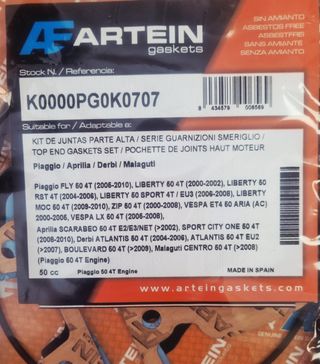 AF ARTEIN
gaskets
SIN AMIANTO
ASBESTOS FREE
ASBESTFREI
SANS AMIANTE
SENZA AMIANTO
Stock N. / Referencia:
K0000PG0K0707
Suitable for / Adaptable a:
KIT DE JUNTAS PARTE ALTA / SERIE GUARNIZIONI SMERIGLIO /
TOP END GASKETS SET / POCHETTE DE JOINTS HAUT MOTEUR
Piaggio / Aprilia / Derbi / Malaguti
Piaggio FLY 50 4T (2005-2010), LIBERTY 50 4T (2000-2002), LIBERTY 50
RST 4T (2004-2006), LIBERTY 50 SPORT 4T / EU3 (2006-2008), LIBERTY
MOC 50 4T (2009-2010), ZIP 50 4T (2000-2008), VESPA ET4 50 ARIA (AC)
2000-2005, VESPA LX 50 4T (2005-2006),
Aprilia SCARABEO 50 4T E2/E3/NET (>2002), SPORT CITY ONE 50 4T
(2008-2010), Derbi ATLANTIS 50 4T (2004-2006), ATLANTIS 50 4T EU2
(>2007), BOULEVARD 50 4T (>2009), Malaguti CENTRO 50 4T (>2008)
(Piaggio 50 4T Engine)
50 cc
Piaggio 50 4T Engine
MADE IN SPAIN
www.arteingaskets.com
GENUINE